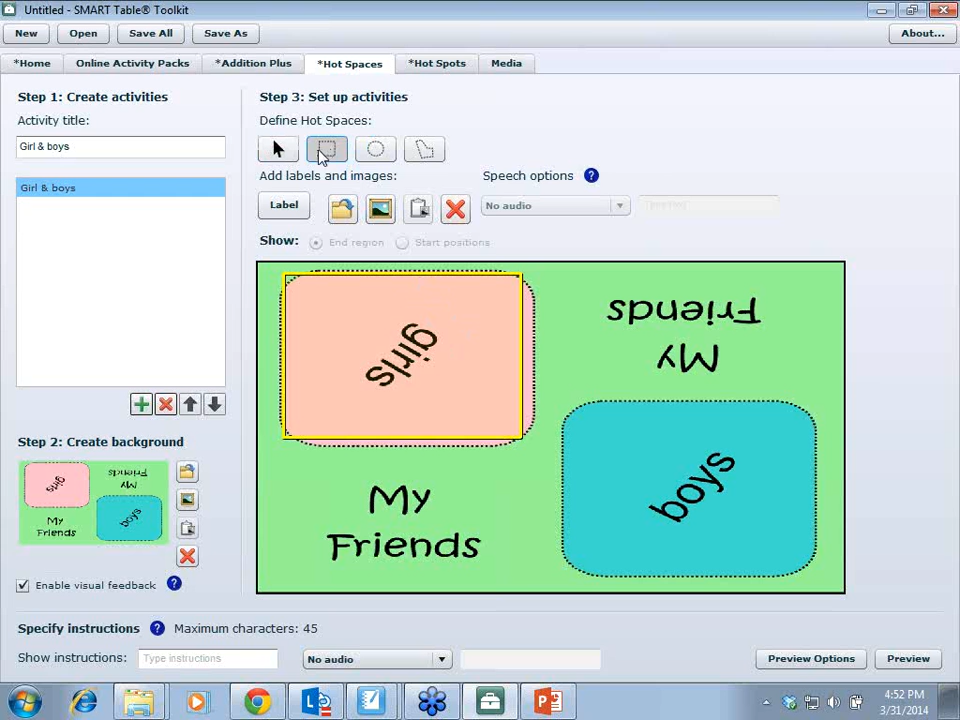 Untitled - SMART Table® Toolkit
New Open Save All Save As About...
*Home Online Activity Packs *Addition Plus *Hot Spaces *Hot Spots Media
Step 1: Create activities
Activity title:
Girl & boys
Girl & boys
Step 2: Create background
girls
My
Friends
My
Friends
boys
Enable visual feedback ?
Step 3: Set up activities
Define Hot Spaces:
Add labels and images: Speech options ?
Label No audio
Show: End region Start positions
girls
My
Friends
My
Friends
boys
Specify instructions ? Maximum characters: 45
Show instructions: Type instructions No audio Preview Options Preview
4:52 PM
3/31/2014